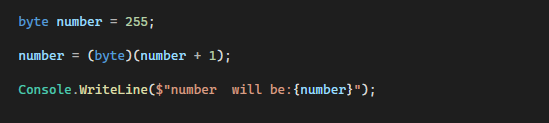 byte number = 255;
number = (byte)(number + 1);
Console.WriteLine($"number  will be:{number}");